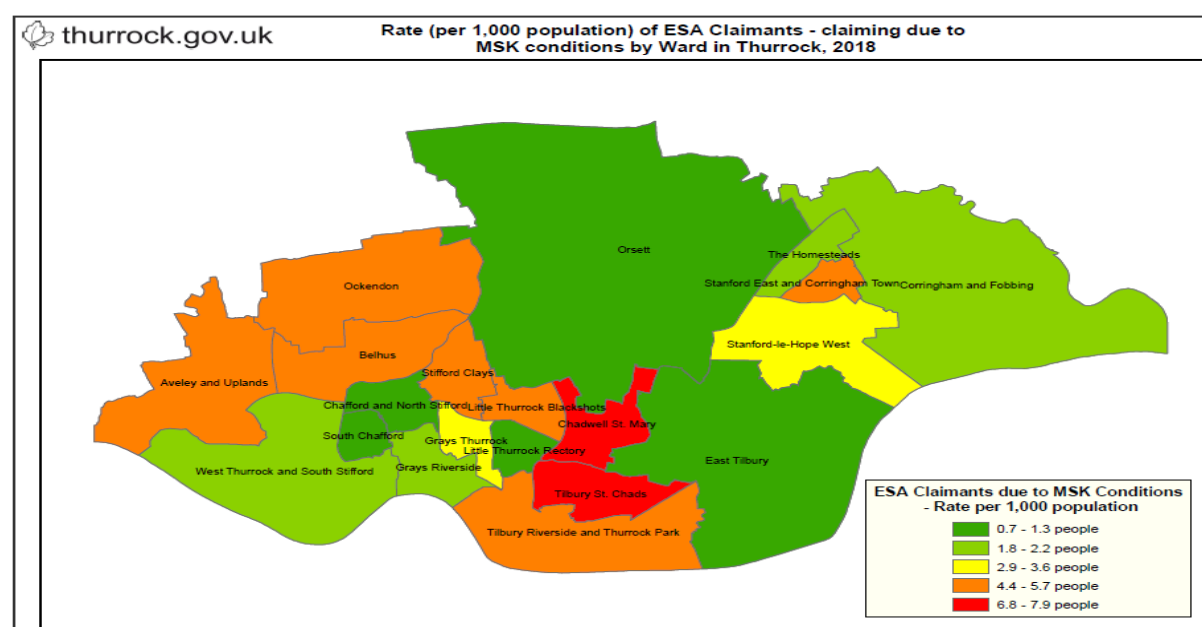 thurrock.gov.uk
Rate (per 1,000 population) of ESA Claimants - claiming due to
MSK conditions by Ward in Thurrock, 2018
Orsett
The Homesteads
Ockendon
Stanford East and Corringham Town
Corringham and Fobbing
Stanford-le-Hope West
Belhus
Aveley and Uplands
Stifford Clays
Chafford and North Stifford
Little Thurrock Blackshots
Chadwell St. Mary
South Chafford
Grays Thurrock
Little Thurrock Rectory
East Tilbury
West Thurrock and South Stifford
Grays Riverside
Tilbury St. Chads
Tilbury Riverside and Thurrock Park
ESA Claimants due to MSK Conditions
- Rate per 1,000 population
0.7 - 1.3 people
1.8 - 2.2 people
2.9 - 3.6 people
4.4 - 5.7 people
6.8 - 7.9 people